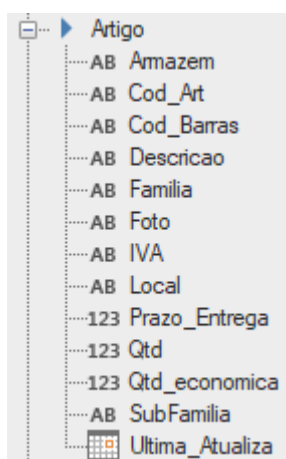 Artigo
AB Armazem
AB Cod_Art
AB Cod_Barras
AB Descricao
AB Familia
AB Foto
AB IVA
AB Local
123 Prazo_Entrega
123 Qtd
123 Qtd_economica
AB SubFamilia
Ultima_Atualiza